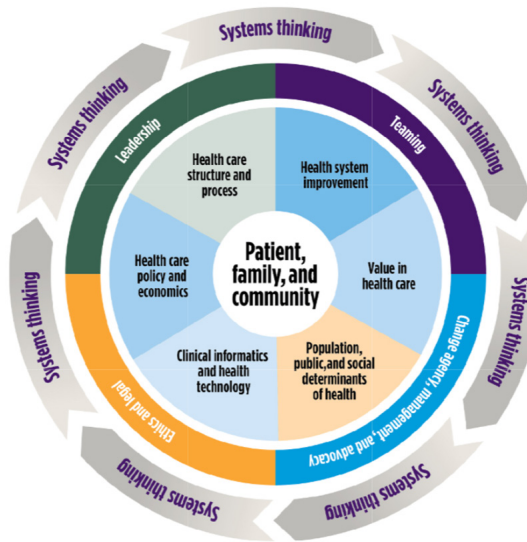 Systems thinking
Systems thinking
Systems thinking
Systems thinking
Systems thinking
Systems thinking
Systems thinking
Systems thinking
Leadership
Teaming
Change agency, management, and advocacy
Ethics and legal
Health care
structure and
process
Health system
improvement
Health care
policy and
economics
Patient,
family, and
community
Value in
health care
Clinical informatics
and health
technology
Population,
public,and social
determinants
of health